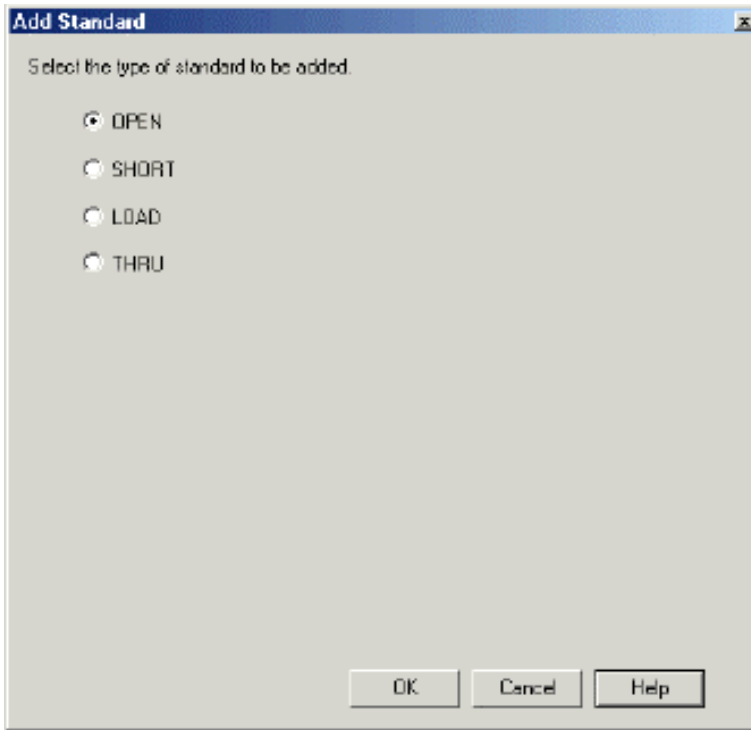 Add Standard
Select the type of standard to be added.
OPEN
SHORT
LOAD
THRU
OK Cancel Help